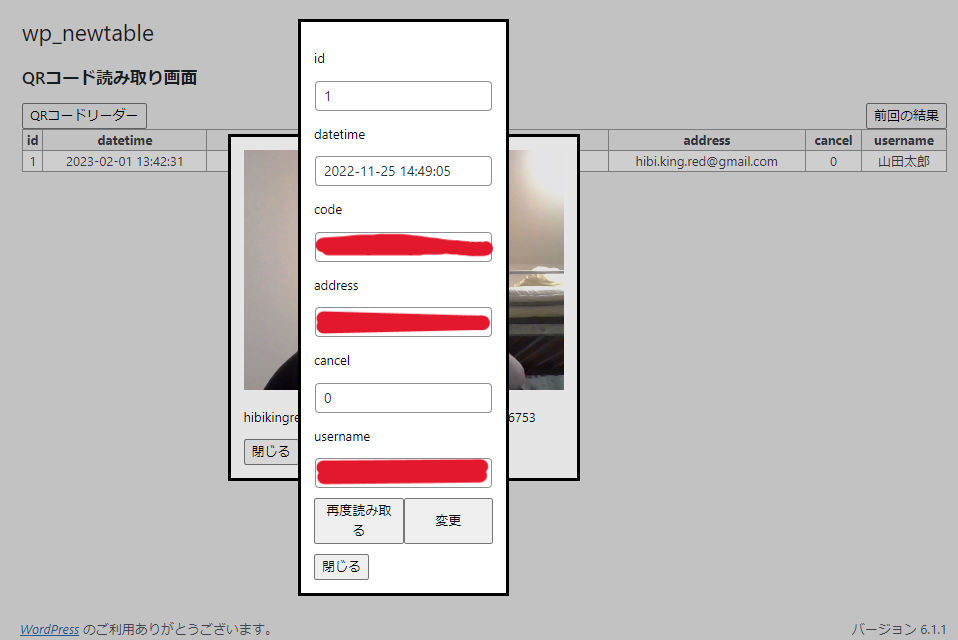 wp_newtable
QRコード読み取り画面
QRコードリーダー
前回の結果
id datetime address cancel username
1 2023-02-01 13:42:31 hibi.king.red@gmail.com 0 山田太郎
id
1
datetime
2022-11-25 14:49:05
code
address
cancel
0
username
再度読み取
る
変更
閉じる
6753
閉じる
WordPress のご利用ありがとうございます。
バージョン 6.1.1